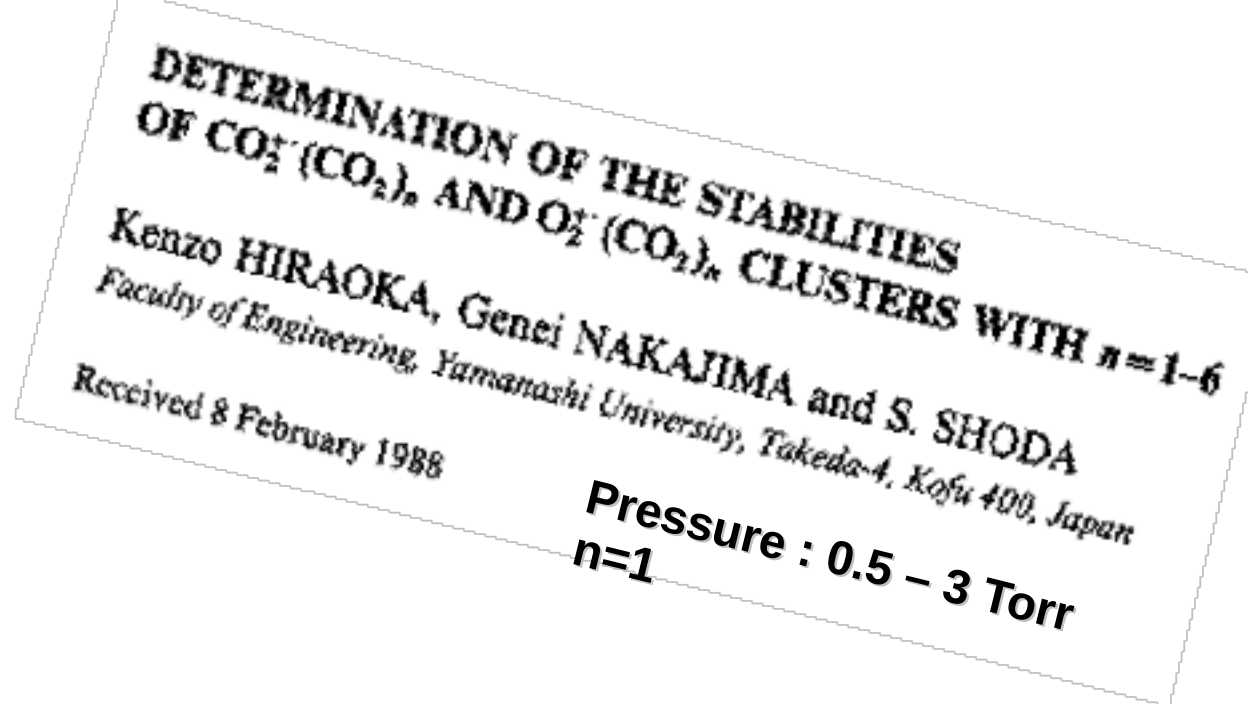 DETERMINATION OF THE STABILITIES
OF CO₂⁺˙(CO₂)ₙ AND O₂⁺˙(CO₂)ₙ CLUSTERS WITH n=1–6
Kenzo HIRAOKA, Genei NAKAJIMA and S. SHODA
Faculty of Engineering, Yamanashi University, Takeda-4, Kofu 400, Japan
Received 8 February 1988
Pressure : 0.5 – 3 Torr
n=1